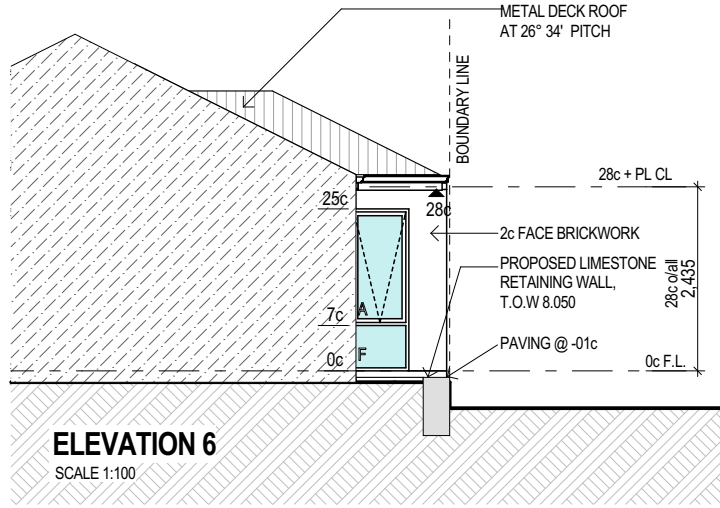 METAL DECK ROOF
AT 26° 34' PITCH
BOUNDARY LINE
28c + PL CL
25c
28c
2c FACE BRICKWORK
PROPOSED LIMESTONE
RETAINING WALL,
T.O.W 8.050
28c o/all
2,435
A
7c
PAVING @ -01c
F
0c
0c F.L.
ELEVATION 6
SCALE 1:100